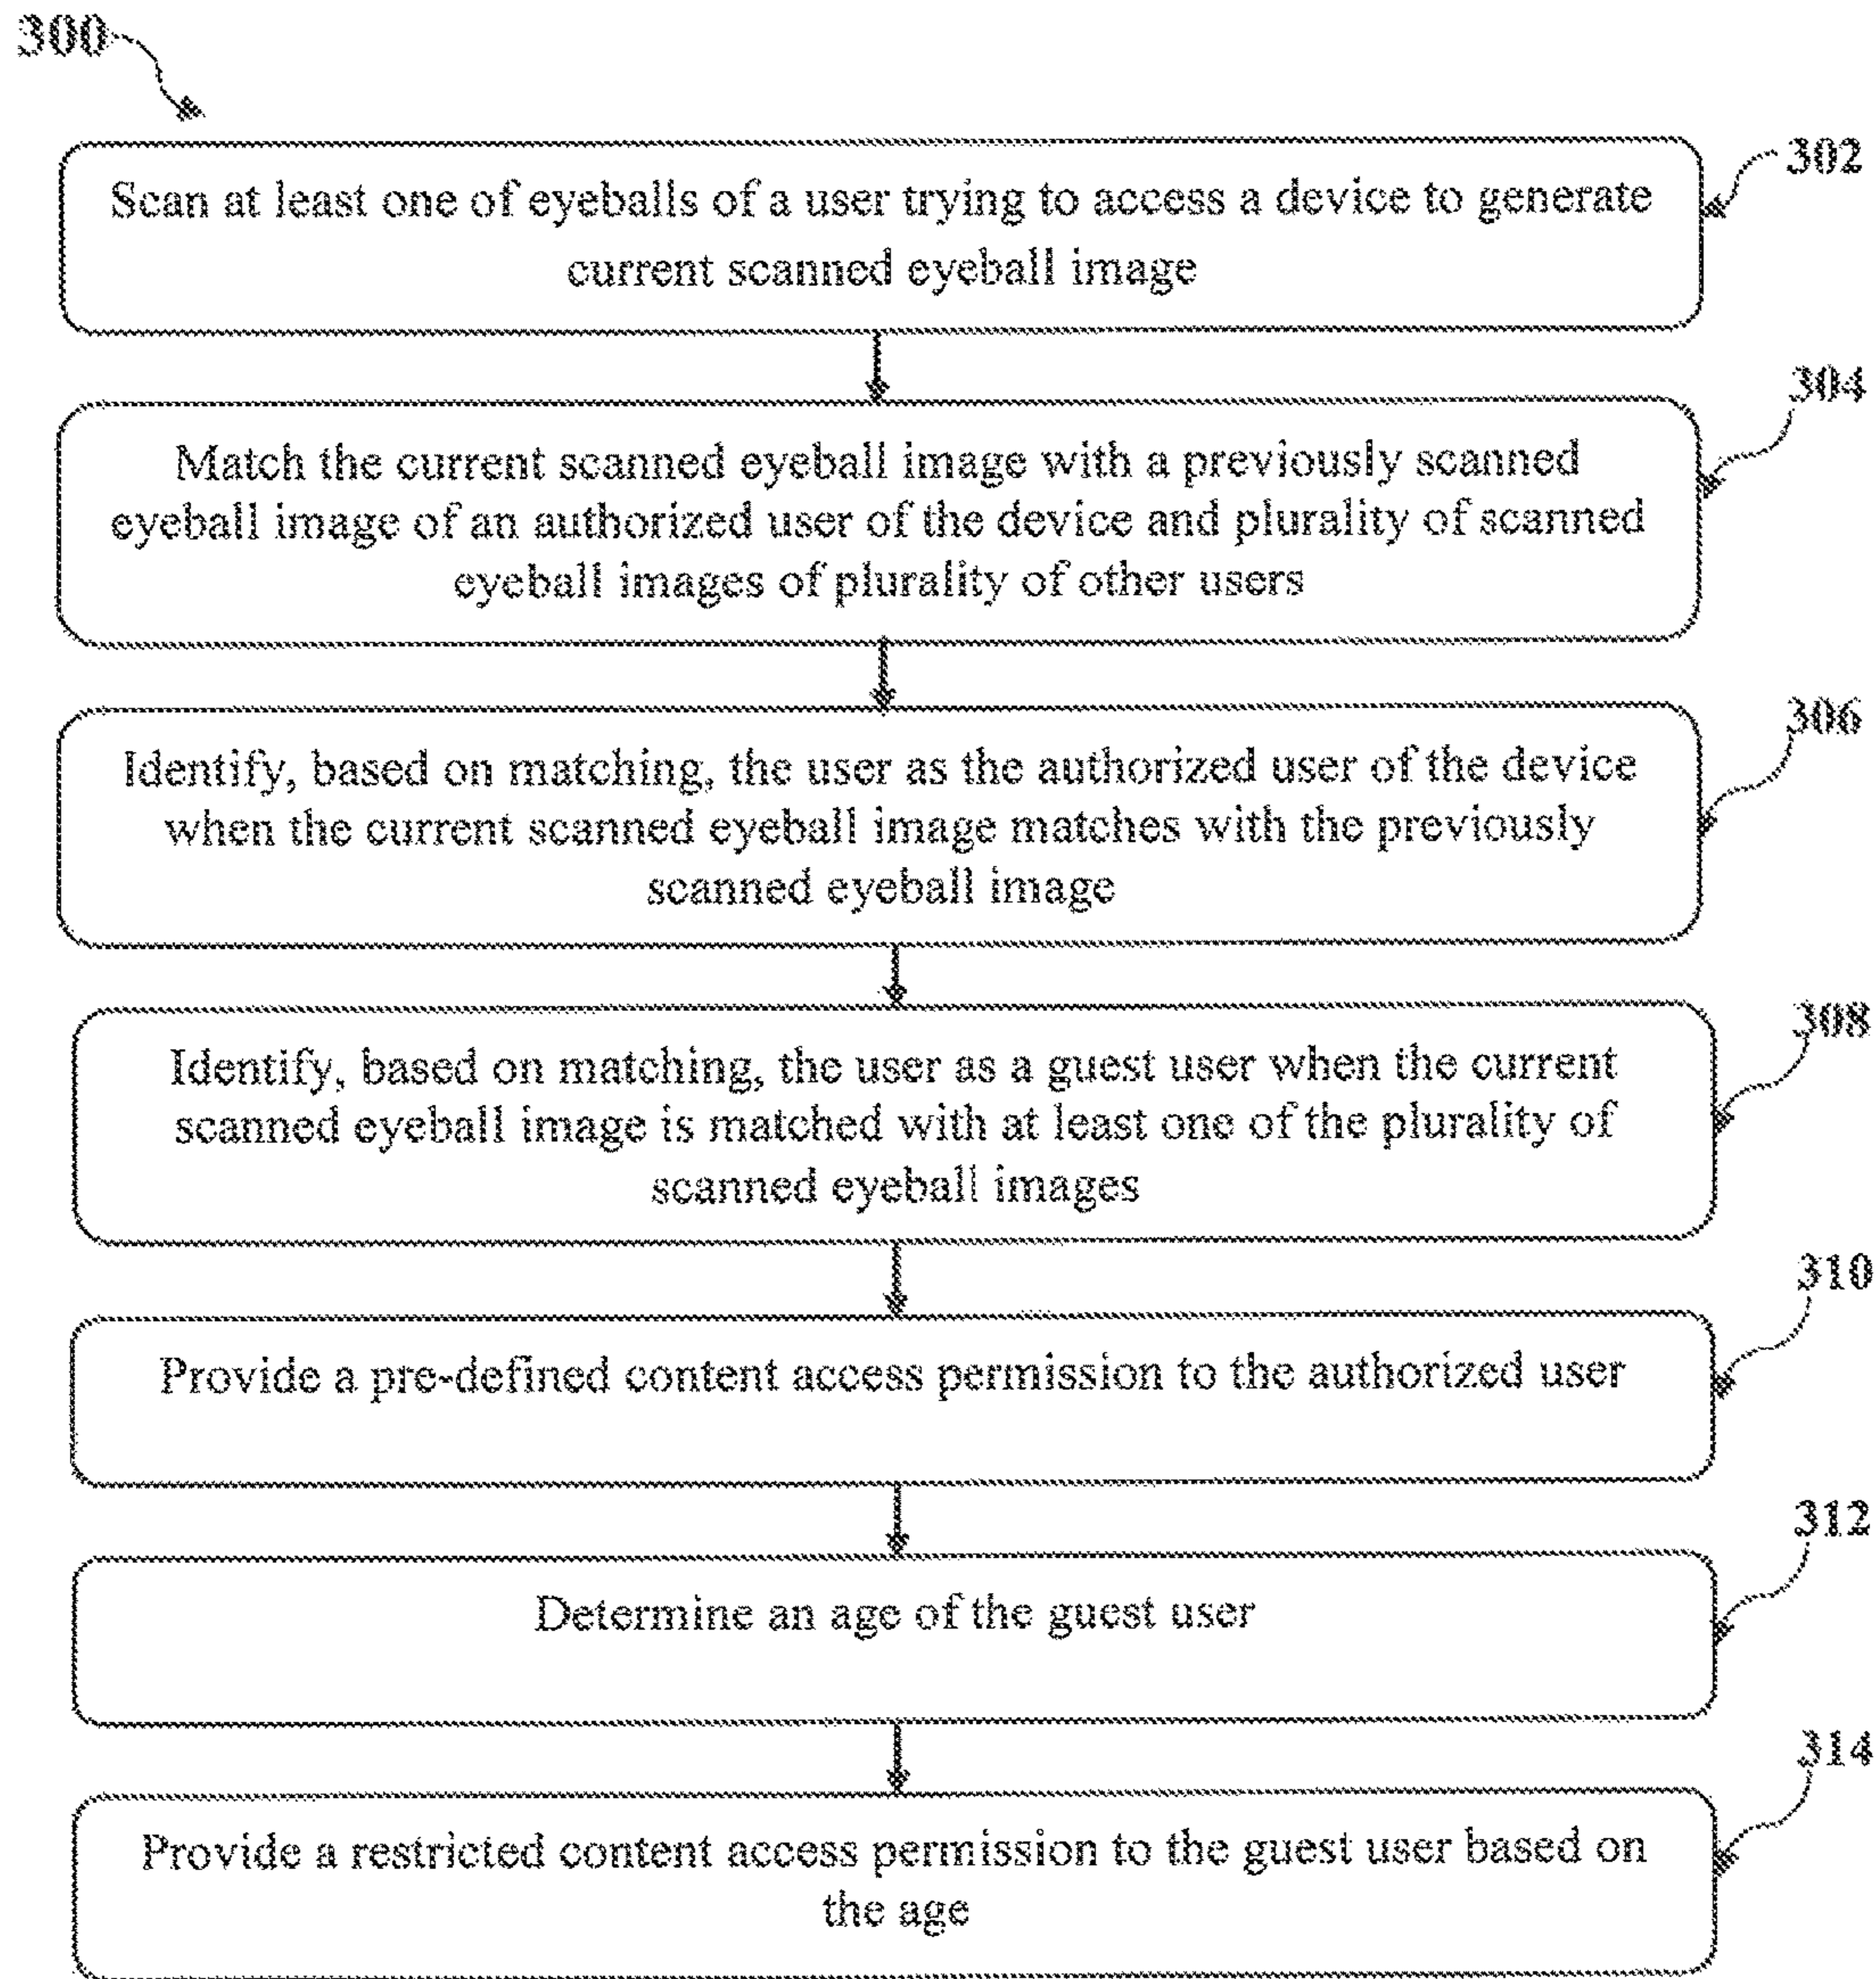 300
302
Scan at least one of eyeballs of a user trying to access a device to generate
current scanned eyeball image
304
Match the current scanned eyeball image with a previously scanned
eyeball image of an authorized user of the device and plurality of scanned
eyeball images of plurality of other users
306
Identify, based on matching, the user as the authorized user of the device
when the current scanned eyeball image matches with the previously
scanned eyeball image
308
Identify, based on matching, the user as a guest user when the current
scanned eyeball image is matched with at least one of the plurality of
scanned eyeball images
310
Provide a pre-defined content access permission to the authorized user
312
Determine an age of the guest user
314
Provide a restricted content access permission to the guest user based on
the age